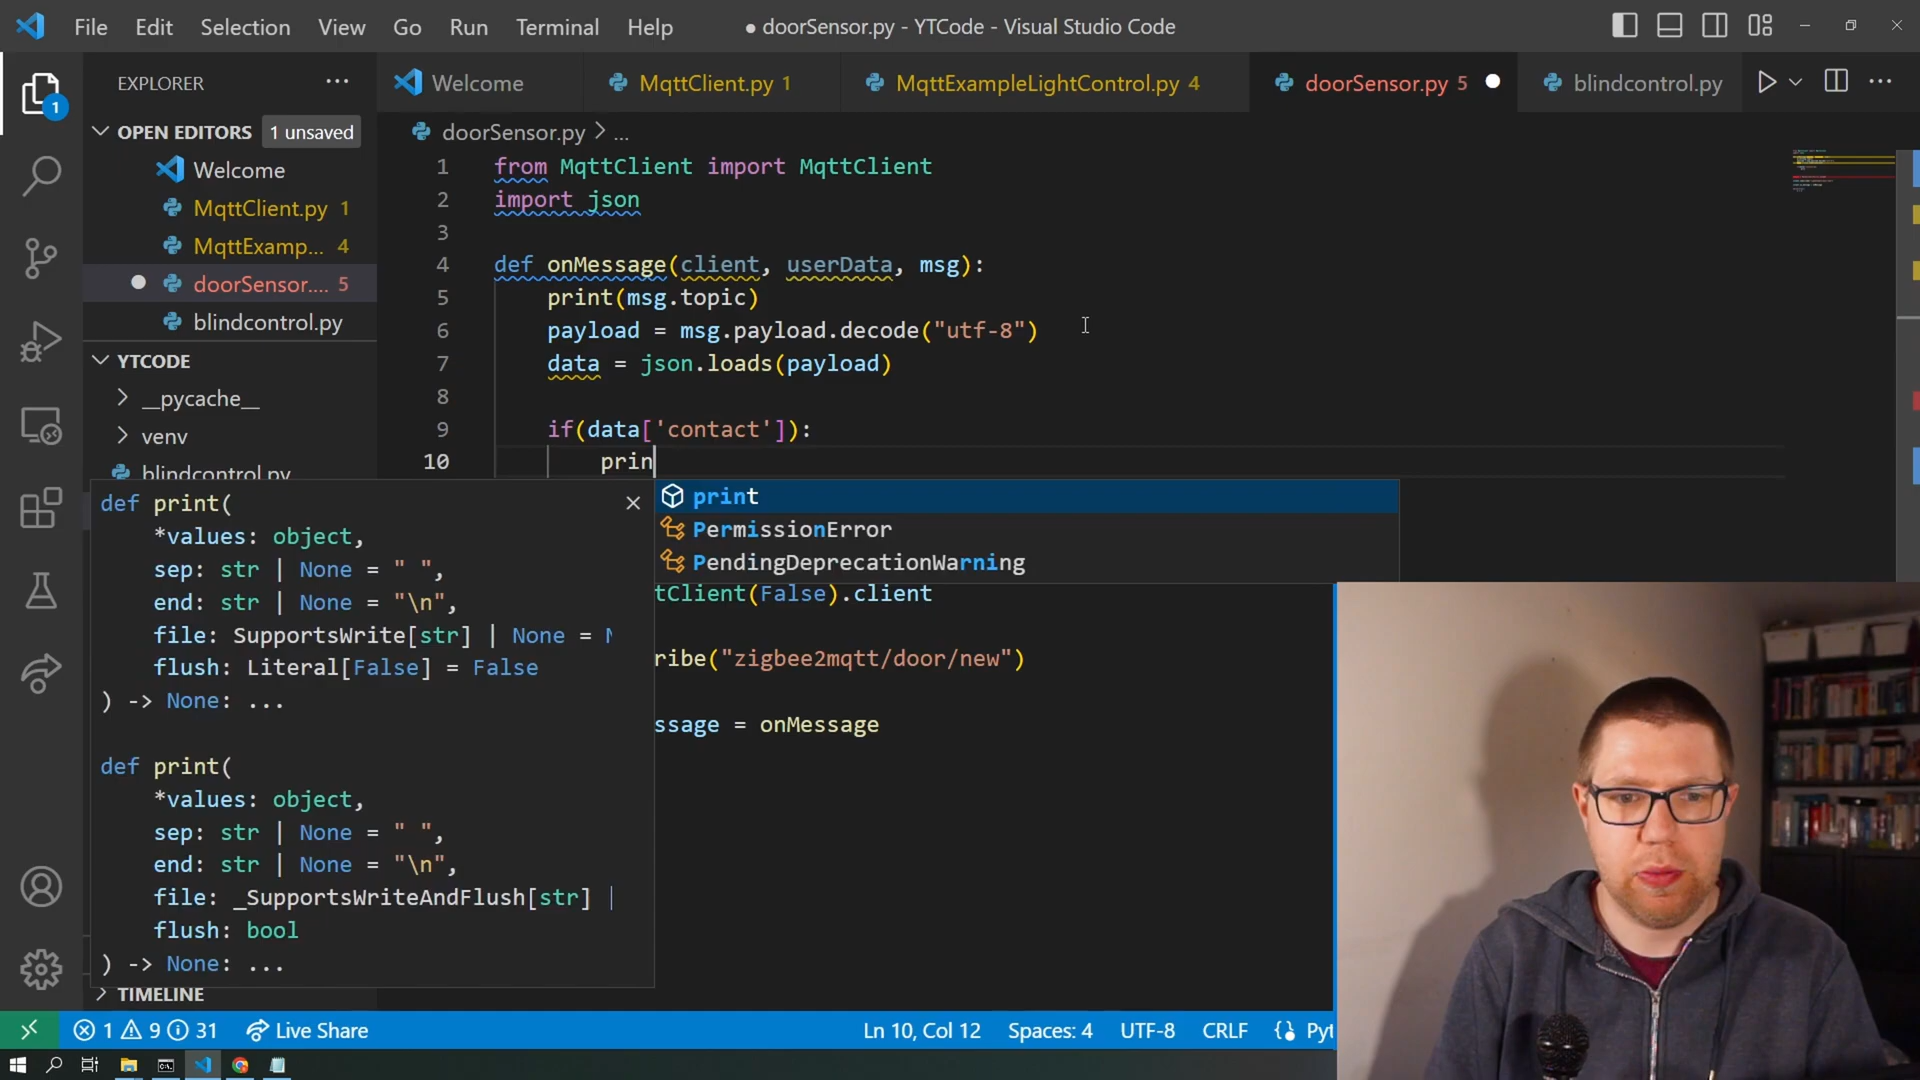 File Edit Selection View Go Run Terminal Help
● doorSensor.py - YTCode - Visual Studio Code
EXPLORER ...
Welcome
MqttClient.py 1
MqttExampleLightControl.py 4
doorSensor.py 5
blindcontrol.py
1
OPEN EDITORS 1 unsaved
Welcome
MqttClient.py 1
MqttExamp... 4
doorSensor.... 5
blindcontrol.py
YTCODE
__pycache__
venv
blindcontrol.py
doorSensor.py > ...
1 from MqttClient import MqttClient
2 import json
3
4 def onMessage(client, userData, msg):
5 print(msg.topic)
6 payload = msg.payload.decode("utf-8")
7 data = json.loads(payload)
8
9 if(data['contact']):
10 prin
print
PermissionError
PendingDeprecationWarning
tClient(False).client
ribe("zigbee2mqtt/door/new")
ssage = onMessage
def print(
*values: object,
sep: str | None = " ",
end: str | None = "\n",
file: SupportsWrite[str] | None = N
flush: Literal[False] = False
) -> None: ...
def print(
*values: object,
sep: str | None = " ",
end: str | None = "\n",
file: _SupportsWriteAndFlush[str] |
flush: bool
) -> None: ...
TIMELINE
1 9 31 Live Share
Ln 10, Col 12 Spaces: 4 UTF-8 CRLF Pyt